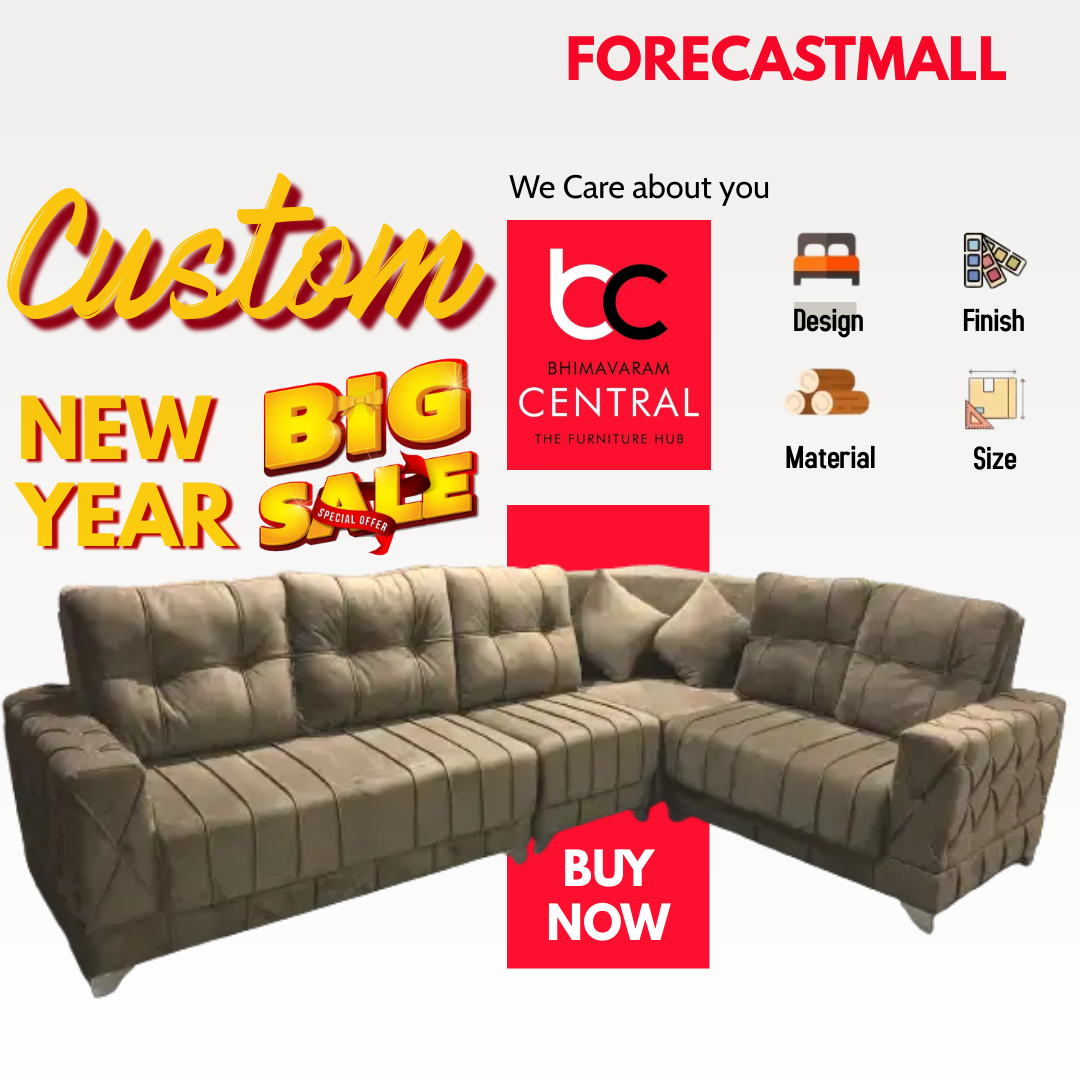 FORECASTMALL
We Care about you
Custom
NEW
YEAR
BIG
SALE
SPECIAL OFFER
bc
BHIMAVARAM
CENTRAL
THE FURNITURE HUB
Design
Finish
Material
Size
BUY
NOW